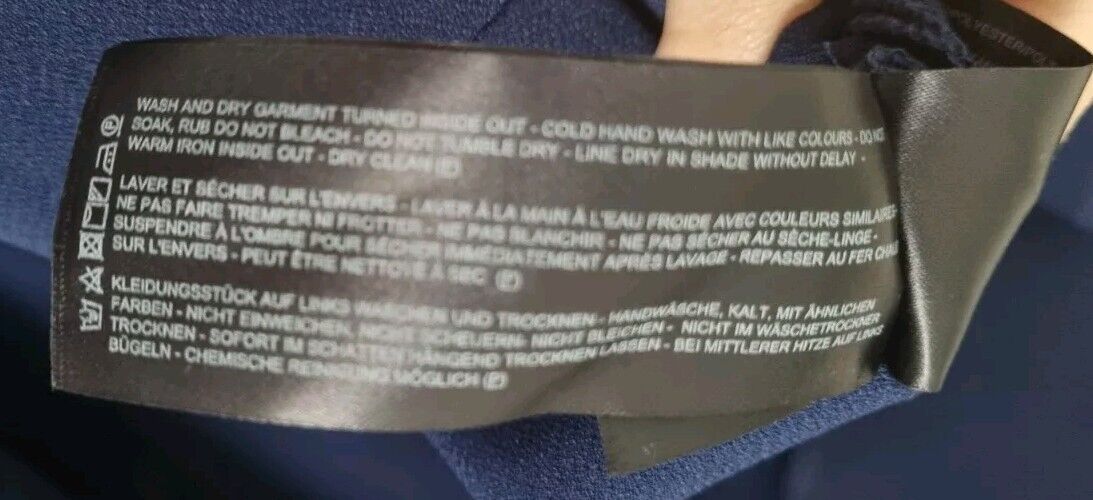 WASH AND DRY GARMENT TURNED INSIDE OUT - COLD HAND WASH WITH LIKE COLOURS - DO NOT
SOAK, RUB DO NOT BLEACH - DO NOT TUMBLE DRY - LINE DRY IN SHADE WITHOUT DELAY -
WARM IRON INSIDE OUT - DRY CLEAN (P)
LAVER ET SÉCHER SUR L'ENVERS - LAVER À LA MAIN À L'EAU FROIDE AVEC COULEURS SIMILAIRES -
NE PAS FAIRE TREMPER NI FROTTER - NE PAS BLANCHIR - NE PAS SÉCHER AU SÈCHE-LINGE -
SUSPENDRE À L'OMBRE POUR SÉCHER IMMÉDIATEMENT APRÈS LAVAGE - REPASSER AU FER CHAUD
SUR L'ENVERS - PEUT ÊTRE NETTOYÉ À SEC (P)
KLEIDUNGSSTÜCK AUF LINKS WASCHEN UND TROCKNEN - HANDWÄSCHE, KALT, MIT ÄHNLICHEN
FARBEN - NICHT EINWEICHEN, NICHT SCHEUERN - NICHT BLEICHEN - NICHT IM WÄSCHETROCKNER
TROCKNEN - SOFORT IM SCHATTEN HÄNGEND TROCKNEN LASSEN - BEI MITTLERER HITZE AUF LINKS
BÜGELN - CHEMISCHE REINIGUNG MÖGLICH (P)
POLYESTER